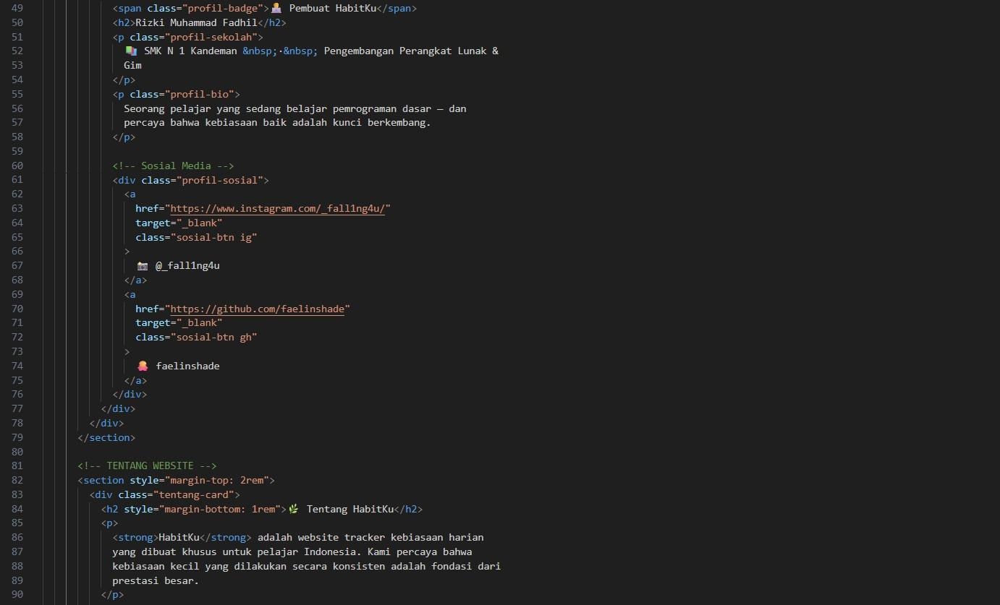 49 <span class="profil-badge">🧑‍💻 Pembuat HabitKu</span>
50 <h2>Rizki Muhammad Fadhil</h2>
51 <p class="profil-sekolah">
52 📚 SMK N 1 Kandeman &nbsp;·&nbsp; Pengembangan Perangkat Lunak &
53 Gim
54 </p>
55 <p class="profil-bio">
56 Seorang pelajar yang sedang belajar pemrograman dasar — dan
57 percaya bahwa kebiasaan baik adalah kunci berkembang.
58 </p>
59
60 <!-- Sosial Media -->
61 <div class="profil-sosial">
62 <a
63 href="https://www.instagram.com/_fall1ng4u/"
64 target="_blank"
65 class="sosial-btn ig"
66 >
67 📸 @_fall1ng4u
68 </a>
69 <a
70 href="https://github.com/faelinshade"
71 target="_blank"
72 class="sosial-btn gh"
73 >
74 🐙 faelinshade
75 </a>
76 </div>
77 </div>
78 </div>
79 </section>
80
81 <!-- TENTANG WEBSITE -->
82 <section style="margin-top: 2rem">
83 <div class="tentang-card">
84 <h2 style="margin-bottom: 1rem">🌿 Tentang HabitKu</h2>
85 <p>
86 <strong>HabitKu</strong> adalah website tracker kebiasaan harian
87 yang dibuat khusus untuk pelajar Indonesia. Kami percaya bahwa
88 kebiasaan kecil yang dilakukan secara konsisten adalah fondasi dari
89 prestasi besar.
90 </p>